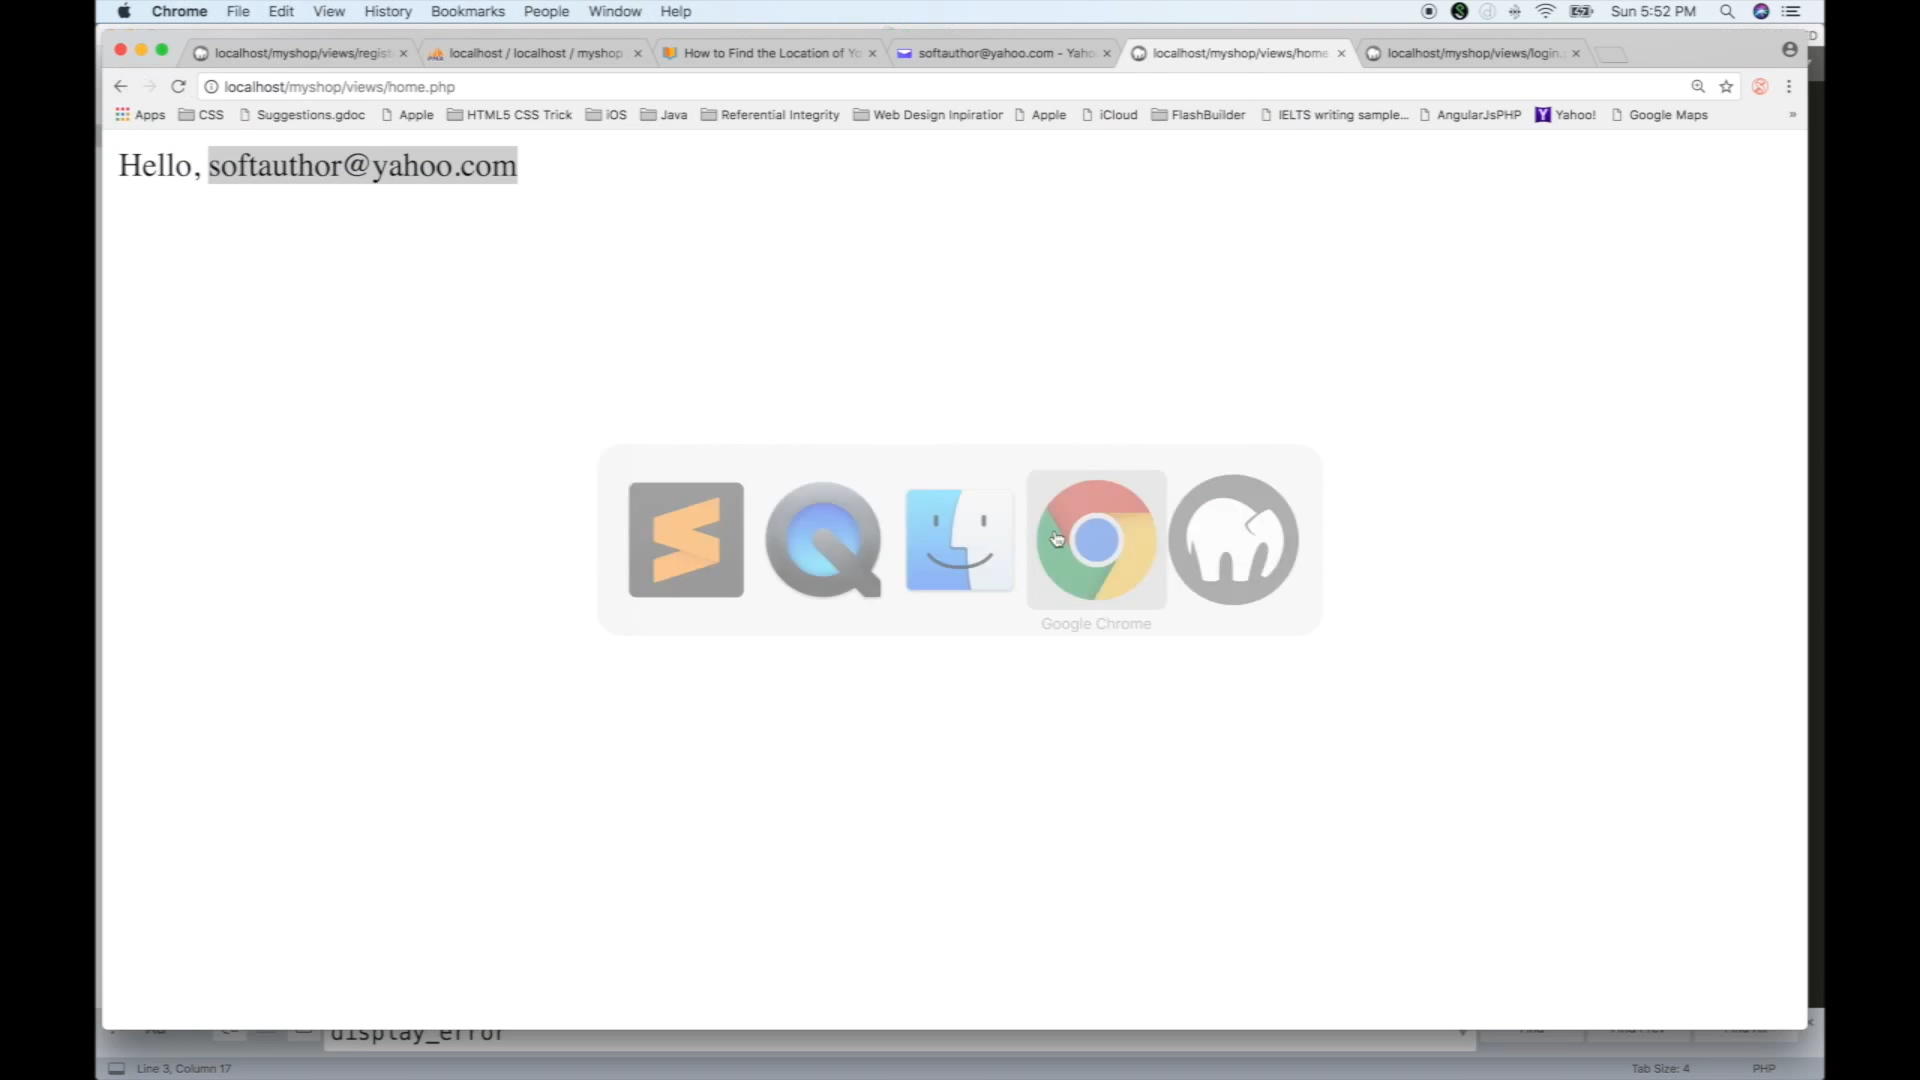 Chrome File Edit View History Bookmarks People Window Help Sun 5:52 PM
localhost/myshop/views/regist localhost / localhost / myshop How to Find the Location of Yo softauthor@yahoo.com - Yaho localhost/myshop/views/home. localhost/myshop/views/login.
localhost/myshop/views/home.php
Apps CSS Suggestions.gdoc Apple HTML5 CSS Trick iOS Java Referential Integrity Web Design Inpiratior Apple iCloud FlashBuilder IELTS writing sample... AngularJsPHP Yahoo! Google Maps »
Hello, softauthor@yahoo.com
Google Chrome
display_error
Line 3, Column 17 Tab Size: 4 PHP